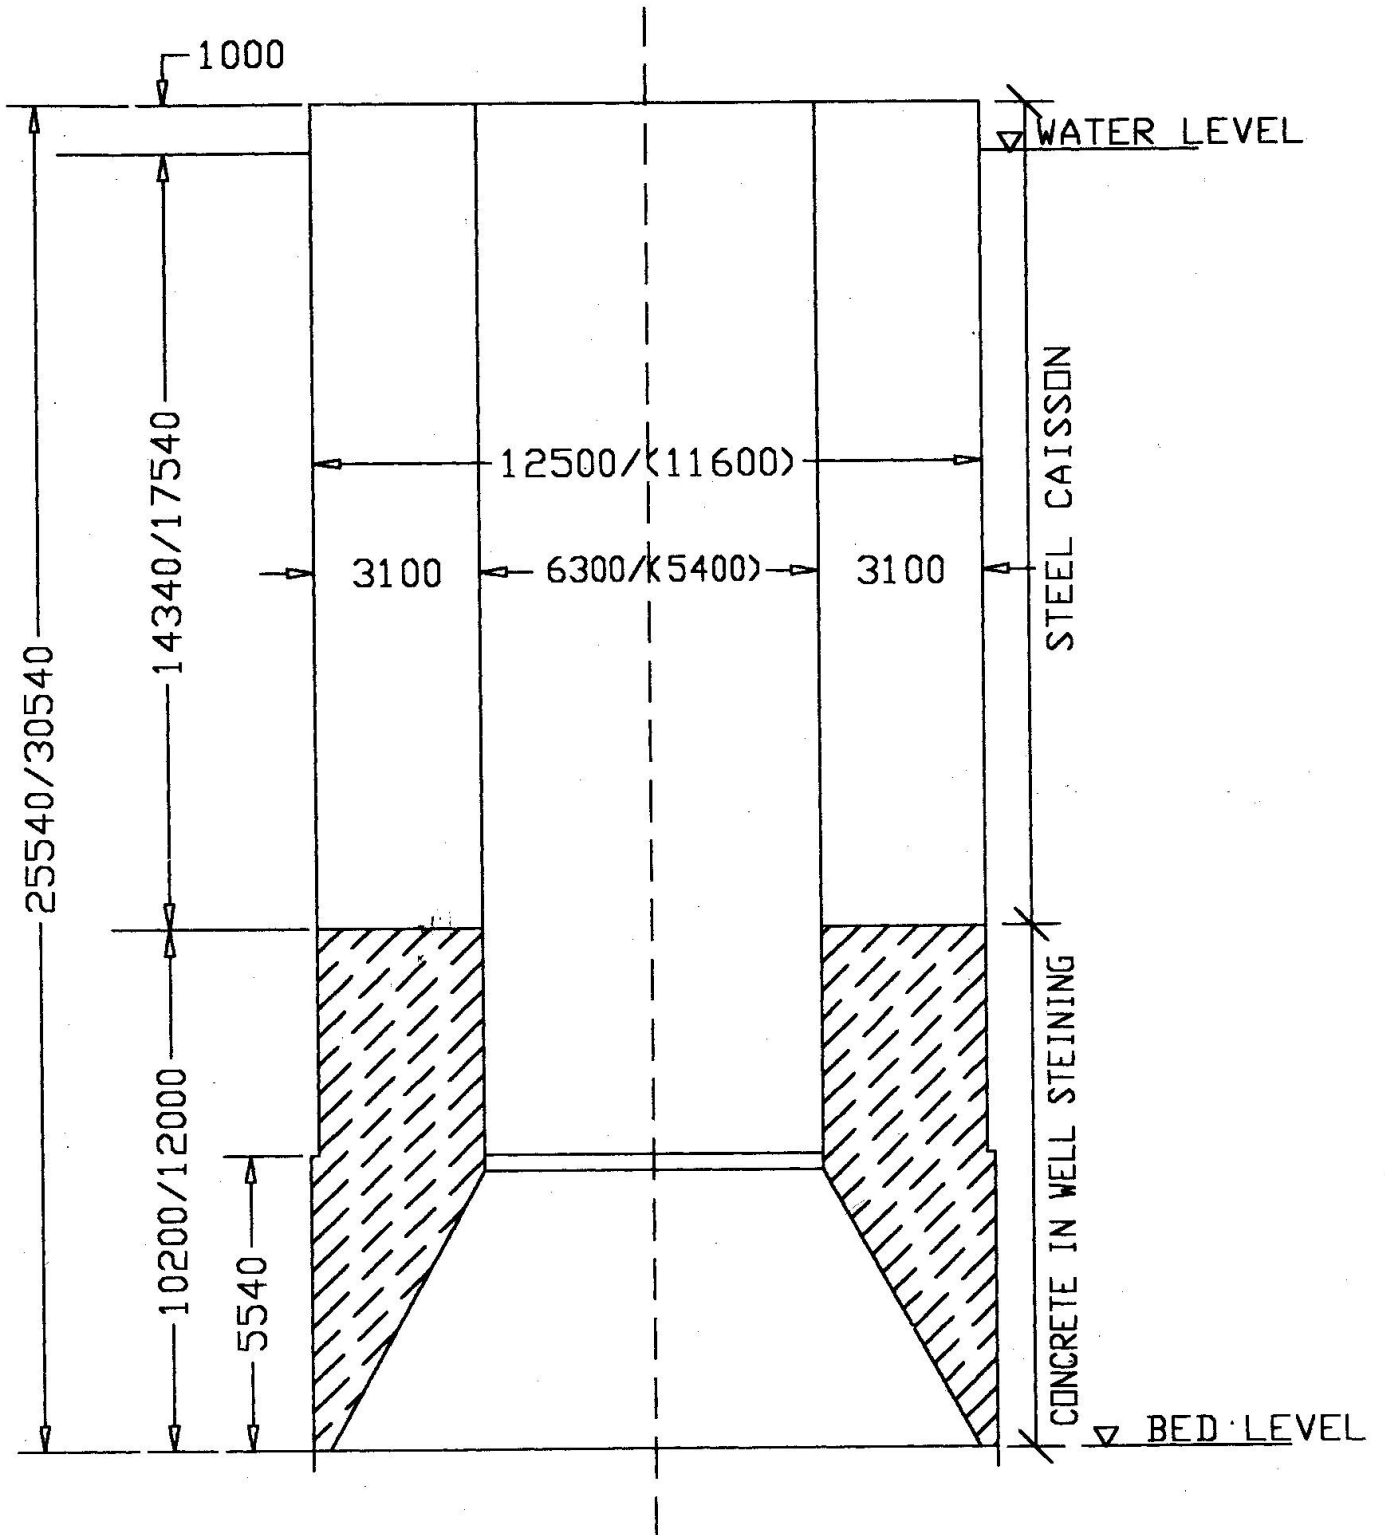 1000
WATER LEVEL
25540/30540
14340/17540
STEEL CAISSON
12500/(11600)
3100
6300/(5400)
3100
10200/12000
5540
CONCRETE IN WELL STEINING
BED LEVEL